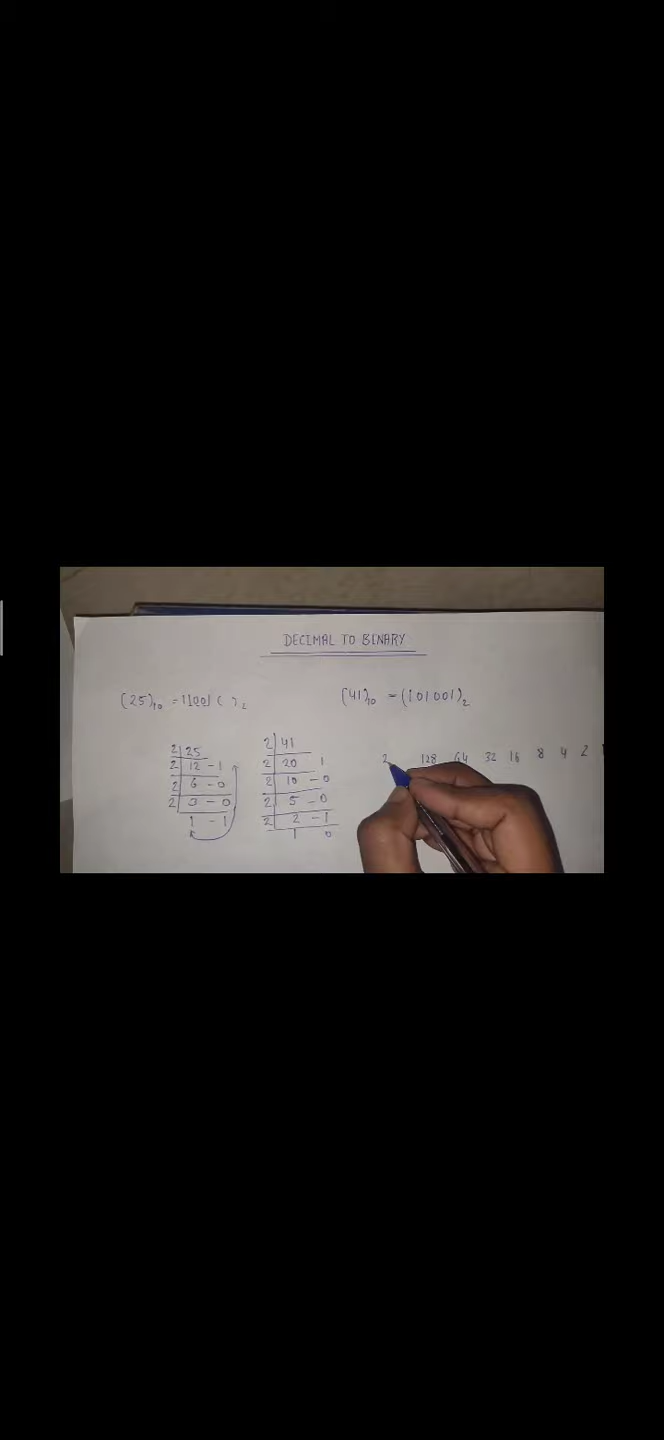 DECIMAL TO BINARY
(25)10 = 11001 ( )2
(41)10 = (101001)2
2 25
2 12 - 1
2 6 - 0
2 3 - 0
1 - 1
2 41
2 20 1
2 10 - 0
2 5 - 0
2 2 - 1
1 0
2 128 64 32 16 8 4 2